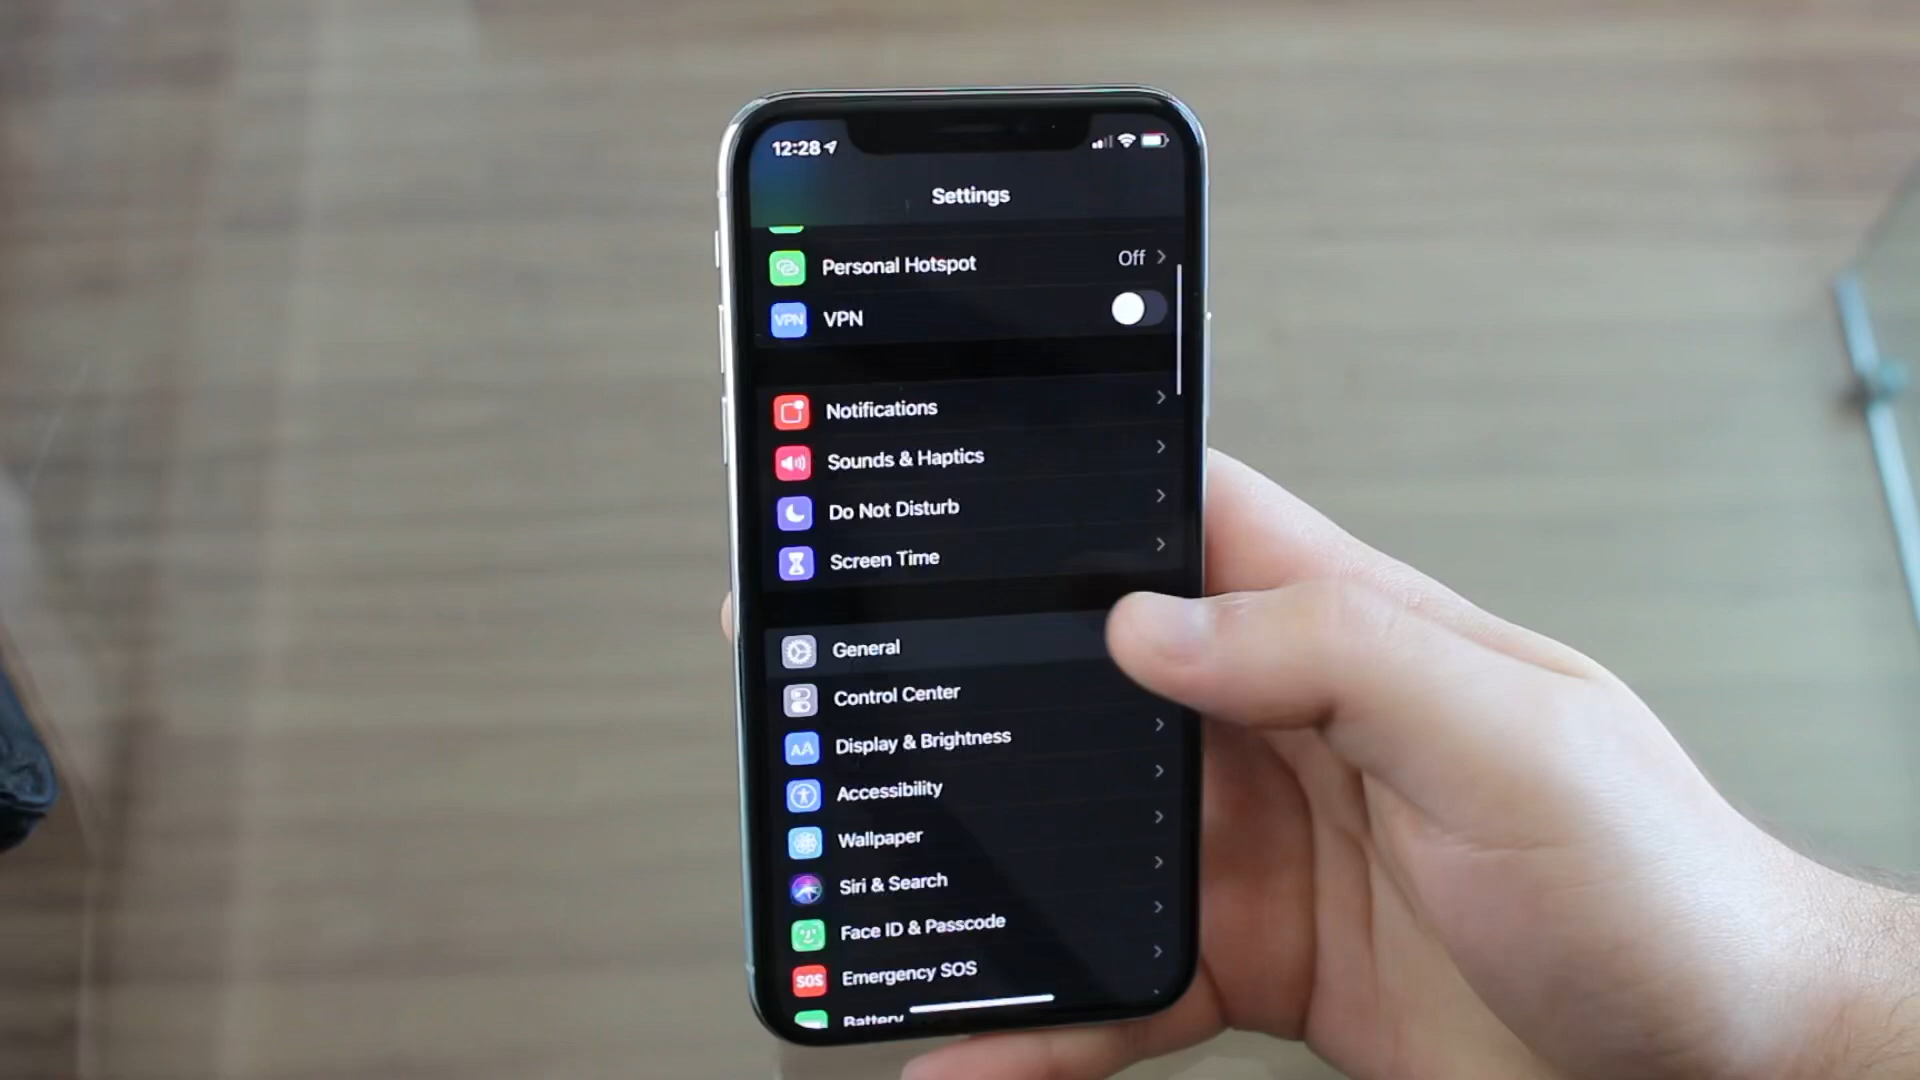 12:28
Settings
Personal Hotspot Off
VPN VPN
Notifications
Sounds & Haptics
Do Not Disturb
Screen Time
General
Control Center
AA Display & Brightness
Accessibility
Wallpaper
Siri & Search
Face ID & Passcode
SOS Emergency SOS
Battery